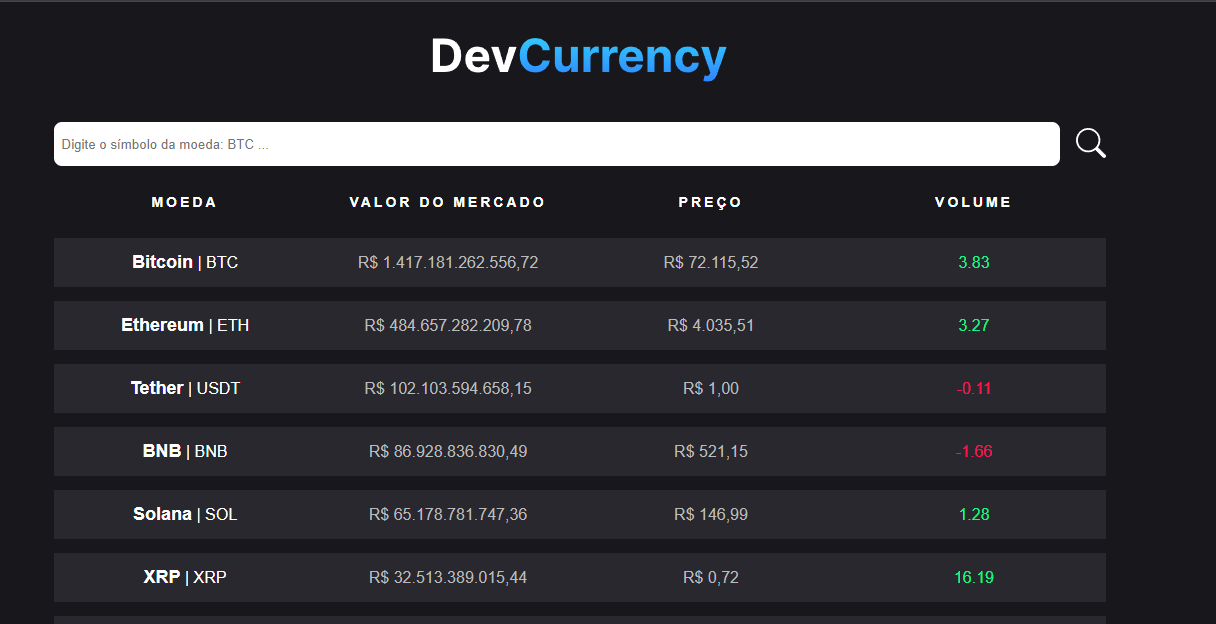 DevCurrency
Digite o símbolo da moeda: BTC ...
MOEDA VALOR DO MERCADO PREÇO VOLUME
Bitcoin | BTC R$ 1.417.181.262.556,72 R$ 72.115,52 3.83
Ethereum | ETH R$ 484.657.282.209,78 R$ 4.035,51 3.27
Tether | USDT R$ 102.103.594.658,15 R$ 1,00 -0.11
BNB | BNB R$ 86.928.836.830,49 R$ 521,15 -1.66
Solana | SOL R$ 65.178.781.747,36 R$ 146,99 1.28
XRP | XRP R$ 32.513.389.015,44 R$ 0,72 16.19